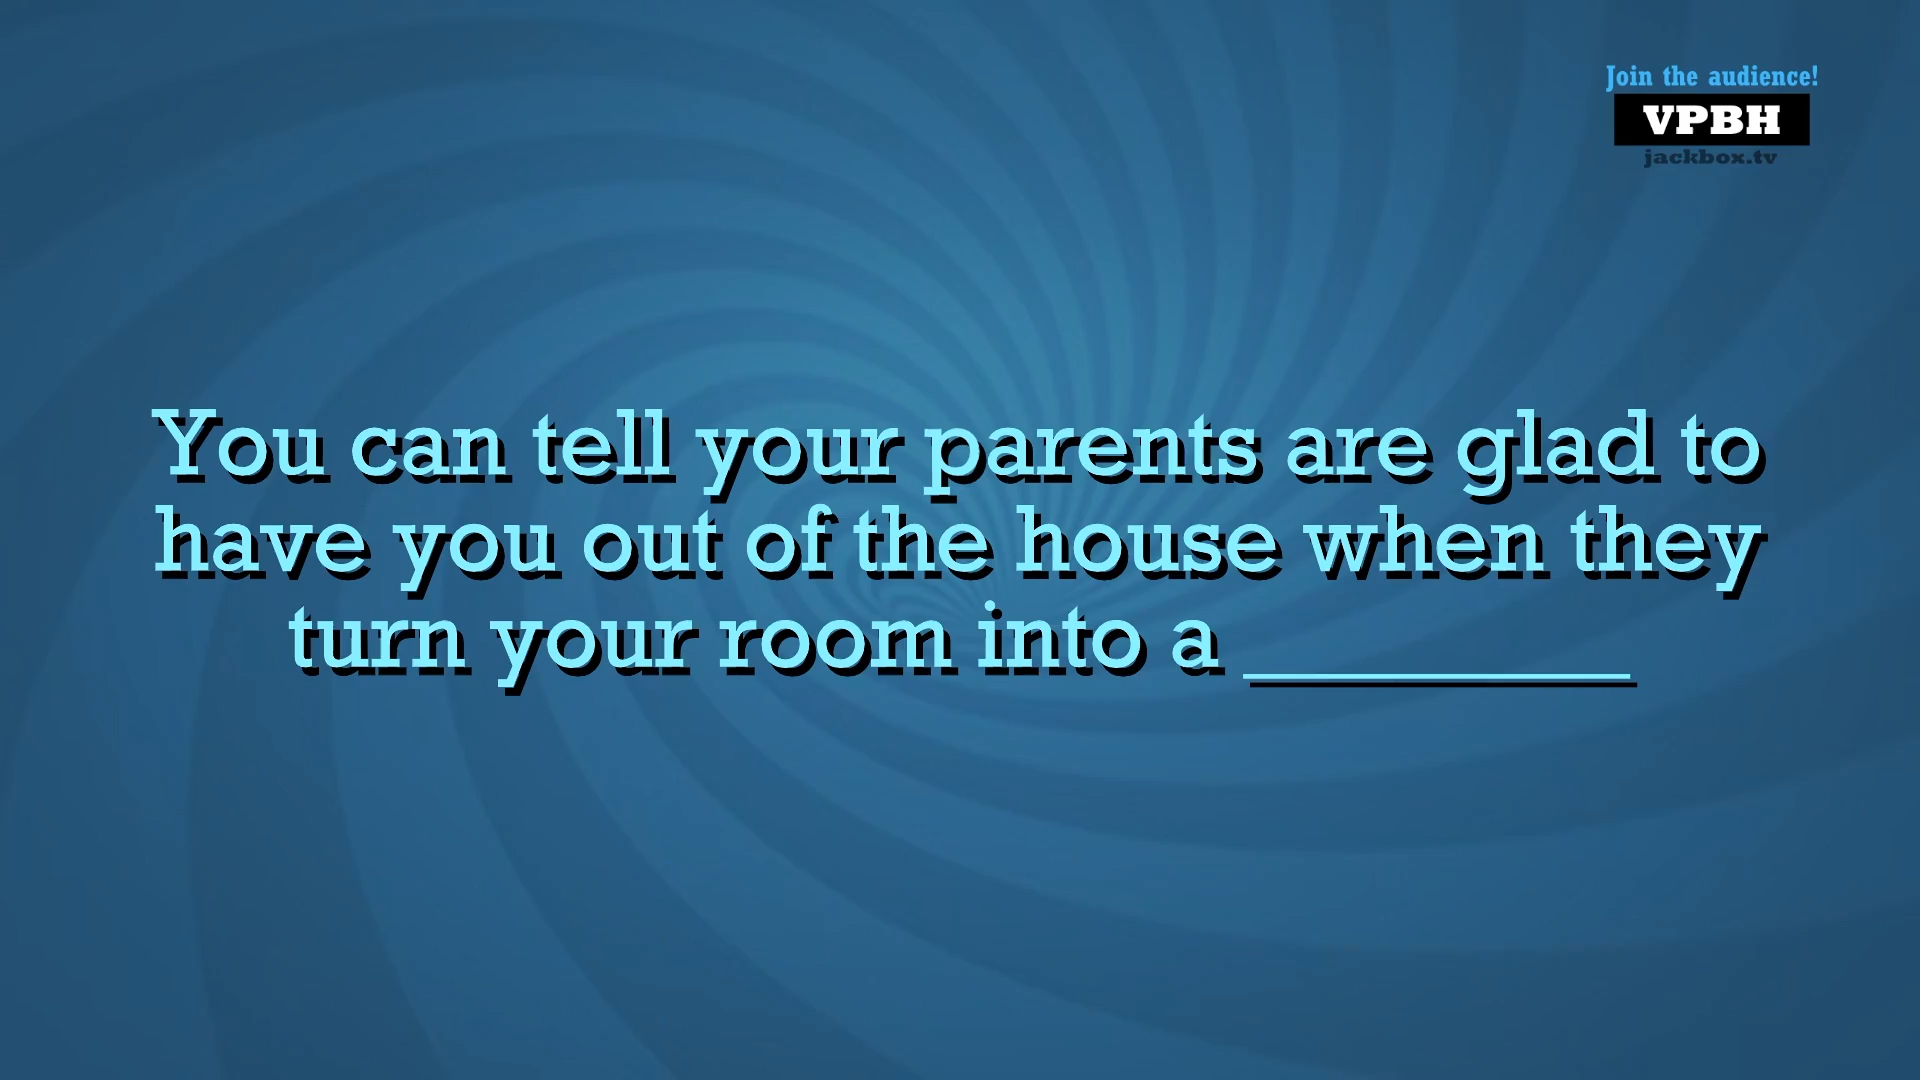 Join the audience!
VPBH
jackbox.tv
You can tell your parents are glad to
have you out of the house when they
turn your room into a __________